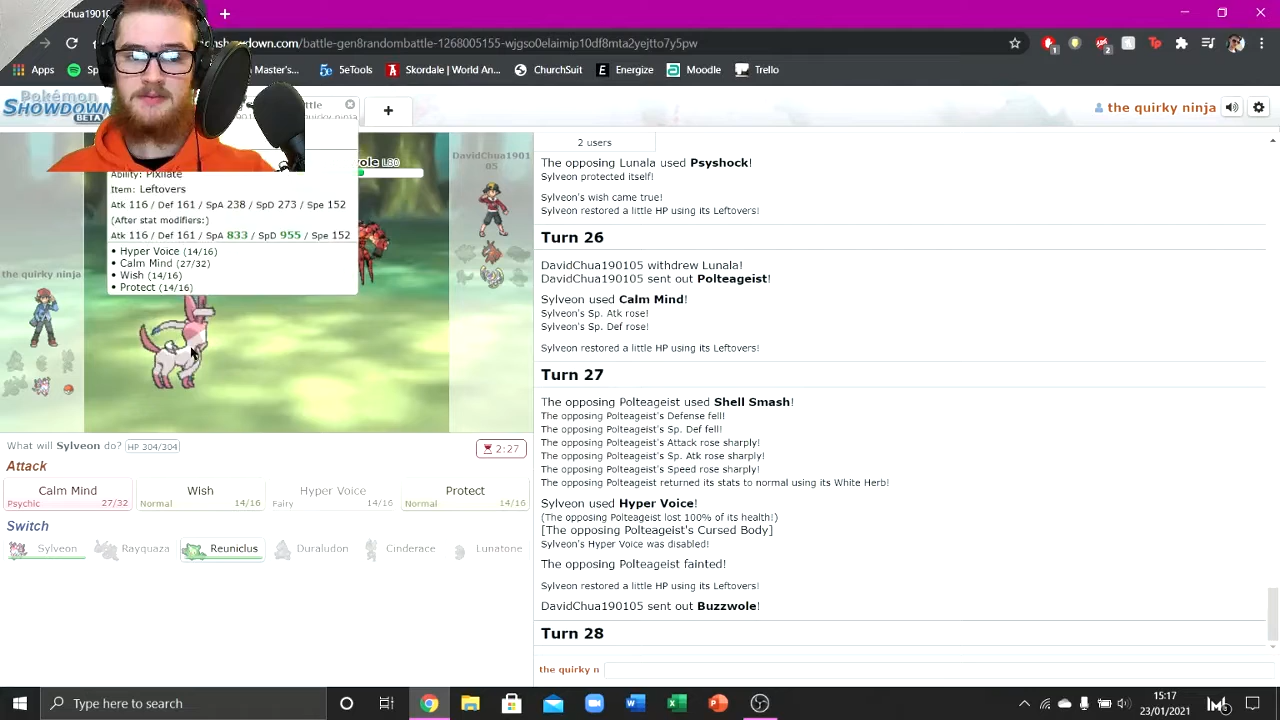 showdown.com/battle-gen8randombattle-1268005155-wjgso0elaimip10df8mta2yejtto7y5pw
Apps
Master's...
5eTools
Skordale | World An...
ChurchSuit
Energize
Moodle
Trello
Pokémon
SHOWDOWN
BETA
the quirky ninja
2 users
Ability: Pixilate
Item: Leftovers
Atk 116 / Def 161 / SpA 238 / SpD 273 / Spe 152
(After stat modifiers:)
Atk 116 / Def 161 / SpA 833 / SpD 955 / Spe 152
• Hyper Voice (14/16)
• Calm Mind (27/32)
• Wish (14/16)
• Protect (14/16)
DavidChua1901
05
the quirky ninja
What will Sylveon do? HP 304/304
2:27
Attack
Calm Mind
Psychic 27/32
Wish
Normal 14/16
Hyper Voice
Fairy 14/16
Protect
Normal 14/16
Switch
Sylveon
Rayquaza
Reuniclus
Duraludon
Cinderace
Lunatone
The opposing Lunala used Psyshock!
Sylveon protected itself!
Sylveon's wish came true!
Sylveon restored a little HP using its Leftovers!
Turn 26
DavidChua190105 withdrew Lunala!
DavidChua190105 sent out Polteageist!
Sylveon used Calm Mind!
Sylveon's Sp. Atk rose!
Sylveon's Sp. Def rose!
Sylveon restored a little HP using its Leftovers!
Turn 27
The opposing Polteageist used Shell Smash!
The opposing Polteageist's Defense fell!
The opposing Polteageist's Sp. Def fell!
The opposing Polteageist's Attack rose sharply!
The opposing Polteageist's Sp. Atk rose sharply!
The opposing Polteageist's Speed rose sharply!
The opposing Polteageist returned its stats to normal using its White Herb!
Sylveon used Hyper Voice!
(The opposing Polteageist lost 100% of its health!)
[The opposing Polteageist's Cursed Body]
Sylveon's Hyper Voice was disabled!
The opposing Polteageist fainted!
Sylveon restored a little HP using its Leftovers!
DavidChua190105 sent out Buzzwole!
Turn 28
the quirky n
Type here to search
15:17
23/01/2021